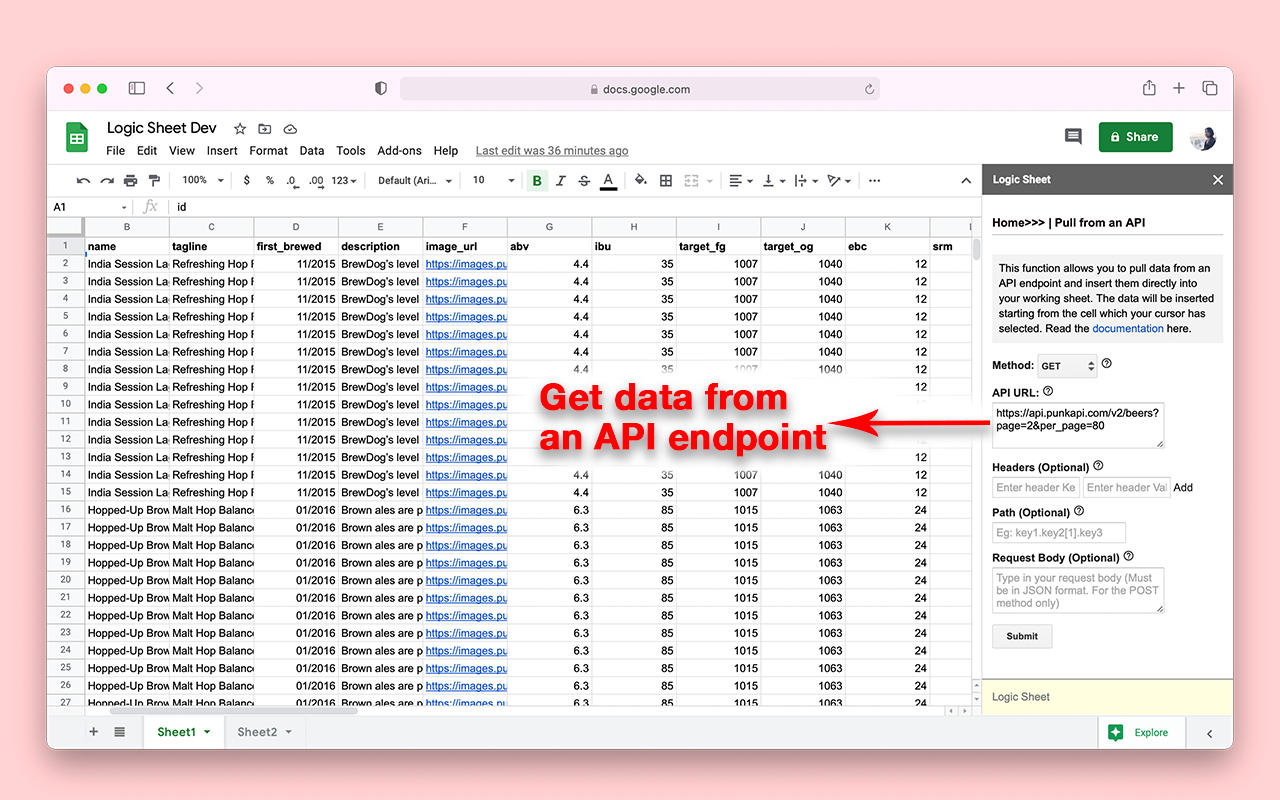 docs.google.com
Logic Sheet Dev
File Edit View Insert Format Data Tools Add-ons Help Last edit was 36 minutes ago
Share
100% $ % .0 .00 123 Default (Ari... 10 B I S A
Logic Sheet
A1 fx id
B C D E F G H I J K
1 name tagline first_brewed description image_url abv ibu target_fg target_og ebc srm
2 India Session La Refreshing Hop F 11/2015 BrewDog's level https://images.pu 4.4 35 1007 1040 12
3 India Session La Refreshing Hop F 11/2015 BrewDog's level https://images.pu 4.4 35 1007 1040 12
4 India Session La Refreshing Hop F 11/2015 BrewDog's level https://images.pu 4.4 35 1007 1040 12
5 India Session La Refreshing Hop F 11/2015 BrewDog's level https://images.pu 4.4 35 1007 1040 12
6 India Session La Refreshing Hop F 11/2015 BrewDog's level https://images.pu 4.4 35 1007 1040 12
7 India Session La Refreshing Hop F 11/2015 BrewDog's level https://images.pu 4.4 35 1007 1040 12
8 India Session La Refreshing Hop F 11/2015 BrewDog's level https://images.pu 4.4 35 1007 1040 12
9 India Session La Refreshing Hop F 11/2015 BrewDog's level https://images.pu 12
10 India Session La Refreshing Hop F 11/2015 BrewDog's level https://images.pu
11 India Session La Refreshing Hop F 11/2015 BrewDog's level https://images.pu
12 India Session La Refreshing Hop F 11/2015 BrewDog's level https://images.pu
13 India Session La Refreshing Hop F 11/2015 BrewDog's level https://images.pu 12
14 India Session La Refreshing Hop F 11/2015 BrewDog's level https://images.pu 4.4 35 1007 1040 12
15 India Session La Refreshing Hop F 11/2015 BrewDog's level https://images.pu 4.4 35 1007 1040 12
16 Hopped-Up Brow Malt Hop Balance 01/2016 Brown ales are p https://images.pu 6.3 85 1015 1063 24
17 Hopped-Up Brow Malt Hop Balance 01/2016 Brown ales are p https://images.pu 6.3 85 1015 1063 24
18 Hopped-Up Brow Malt Hop Balance 01/2016 Brown ales are p https://images.pu 6.3 85 1015 1063 24
19 Hopped-Up Brow Malt Hop Balance 01/2016 Brown ales are p https://images.pu 6.3 85 1015 1063 24
20 Hopped-Up Brow Malt Hop Balance 01/2016 Brown ales are p https://images.pu 6.3 85 1015 1063 24
21 Hopped-Up Brow Malt Hop Balance 01/2016 Brown ales are p https://images.pu 6.3 85 1015 1063 24
22 Hopped-Up Brow Malt Hop Balance 01/2016 Brown ales are p https://images.pu 6.3 85 1015 1063 24
23 Hopped-Up Brow Malt Hop Balance 01/2016 Brown ales are p https://images.pu 6.3 85 1015 1063 24
24 Hopped-Up Brow Malt Hop Balance 01/2016 Brown ales are p https://images.pu 6.3 85 1015 1063 24
25 Hopped-Up Brow Malt Hop Balance 01/2016 Brown ales are p https://images.pu 6.3 85 1015 1063 24
26 Hopped-Up Brow Malt Hop Balance 01/2016 Brown ales are p https://images.pu 6.3 85 1015 1063 24
27 Hopped-Up Brow Malt Hop Balance 01/2016 Brown ales are p https://images.pu 6.3 85 1015 1063 24
Get data from
an API endpoint
Home>>> | Pull from an API
This function allows you to pull data from an
API endpoint and insert them directly into
your working sheet. The data will be inserted
starting from the cell which your cursor has
selected. Read the documentation here.
Method: GET
API URL:
https://api.punkapi.com/v2/beers?
page=2&per_page=80
Headers (Optional)
Enter header Ke Enter header Val Add
Path (Optional)
Eg: key1.key2[1].key3
Request Body (Optional)
Type in your request body (Must
be in JSON format. For the POST
method only)
Submit
Logic Sheet
Sheet1 Sheet2
Explore